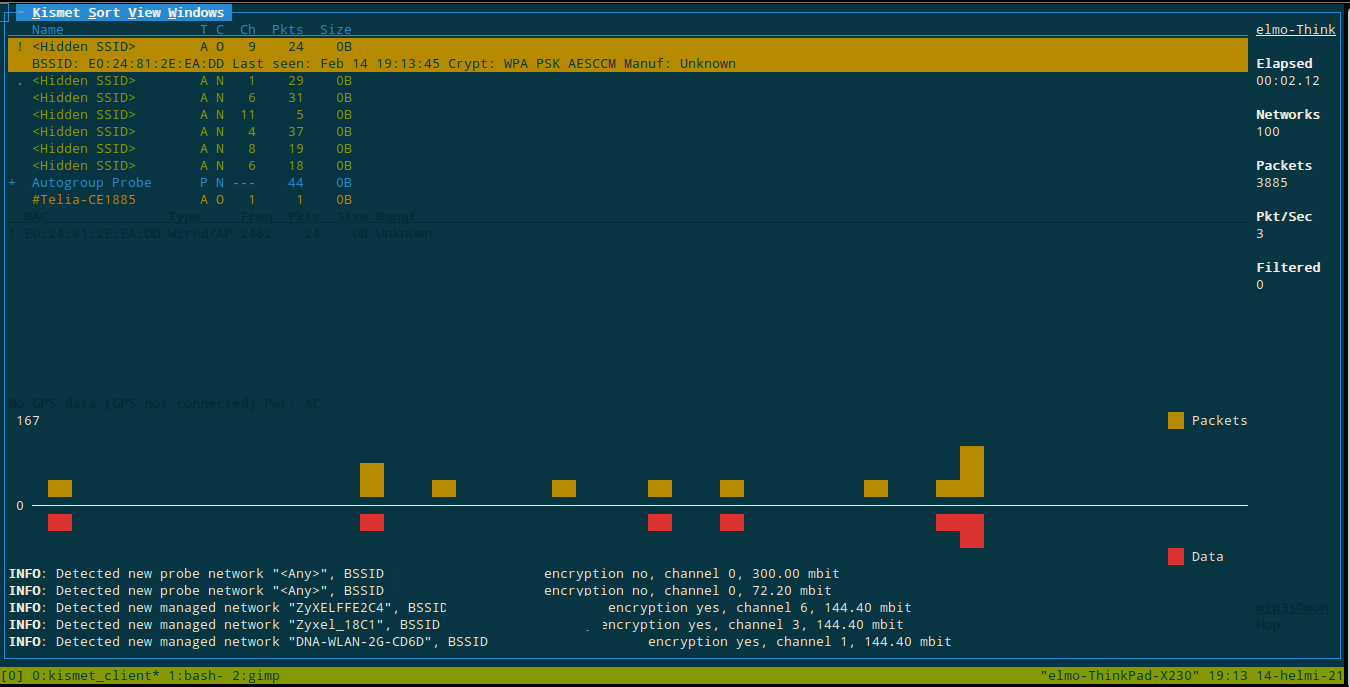 ~ Kismet Sort View Windows
Name T C Ch Pkts Size
! <Hidden SSID> A O 9 24 0B
BSSID: E0:24:81:2E:EA:DD Last seen: Feb 14 19:13:45 Crypt: WPA PSK AESCCM Manuf: Unknown
. <Hidden SSID> A N 1 29 0B
<Hidden SSID> A N 6 31 0B
<Hidden SSID> A N 11 5 0B
<Hidden SSID> A N 4 37 0B
<Hidden SSID> A N 8 19 0B
<Hidden SSID> A N 6 18 0B
+ Autogroup Probe P N --- 44 0B
#Telia-CE1885 A O 1 1 0B
MAC Type Freq Pkts Size Manuf
! E0:24:81:2E:EA:DD Wired/AP 2462 24 0B Unknown
elmo-Think
Elapsed
00:02.12
Networks
100
Packets
3885
Pkt/Sec
3
Filtered
0
No GPS data (GPS not connected) Pwr: AC
167
Packets
0
Data
INFO: Detected new probe network "<Any>", BSSID encryption no, channel 0, 300.00 mbit
INFO: Detected new probe network "<Any>", BSSID encryption no, channel 0, 72.20 mbit
INFO: Detected new managed network "ZyXELFFE2C4", BSSID encryption yes, channel 6, 144.40 mbit
INFO: Detected new managed network "Zyxel_18C1", BSSID encryption yes, channel 3, 144.40 mbit
INFO: Detected new managed network "DNA-WLAN-2G-CD6D", BSSID encryption yes, channel 1, 144.40 mbit
wlp3s0mon
Hop
[0] 0:kismet_client* 1:bash- 2:gimp "elmo-ThinkPad-X230" 19:13 14-helmi-21